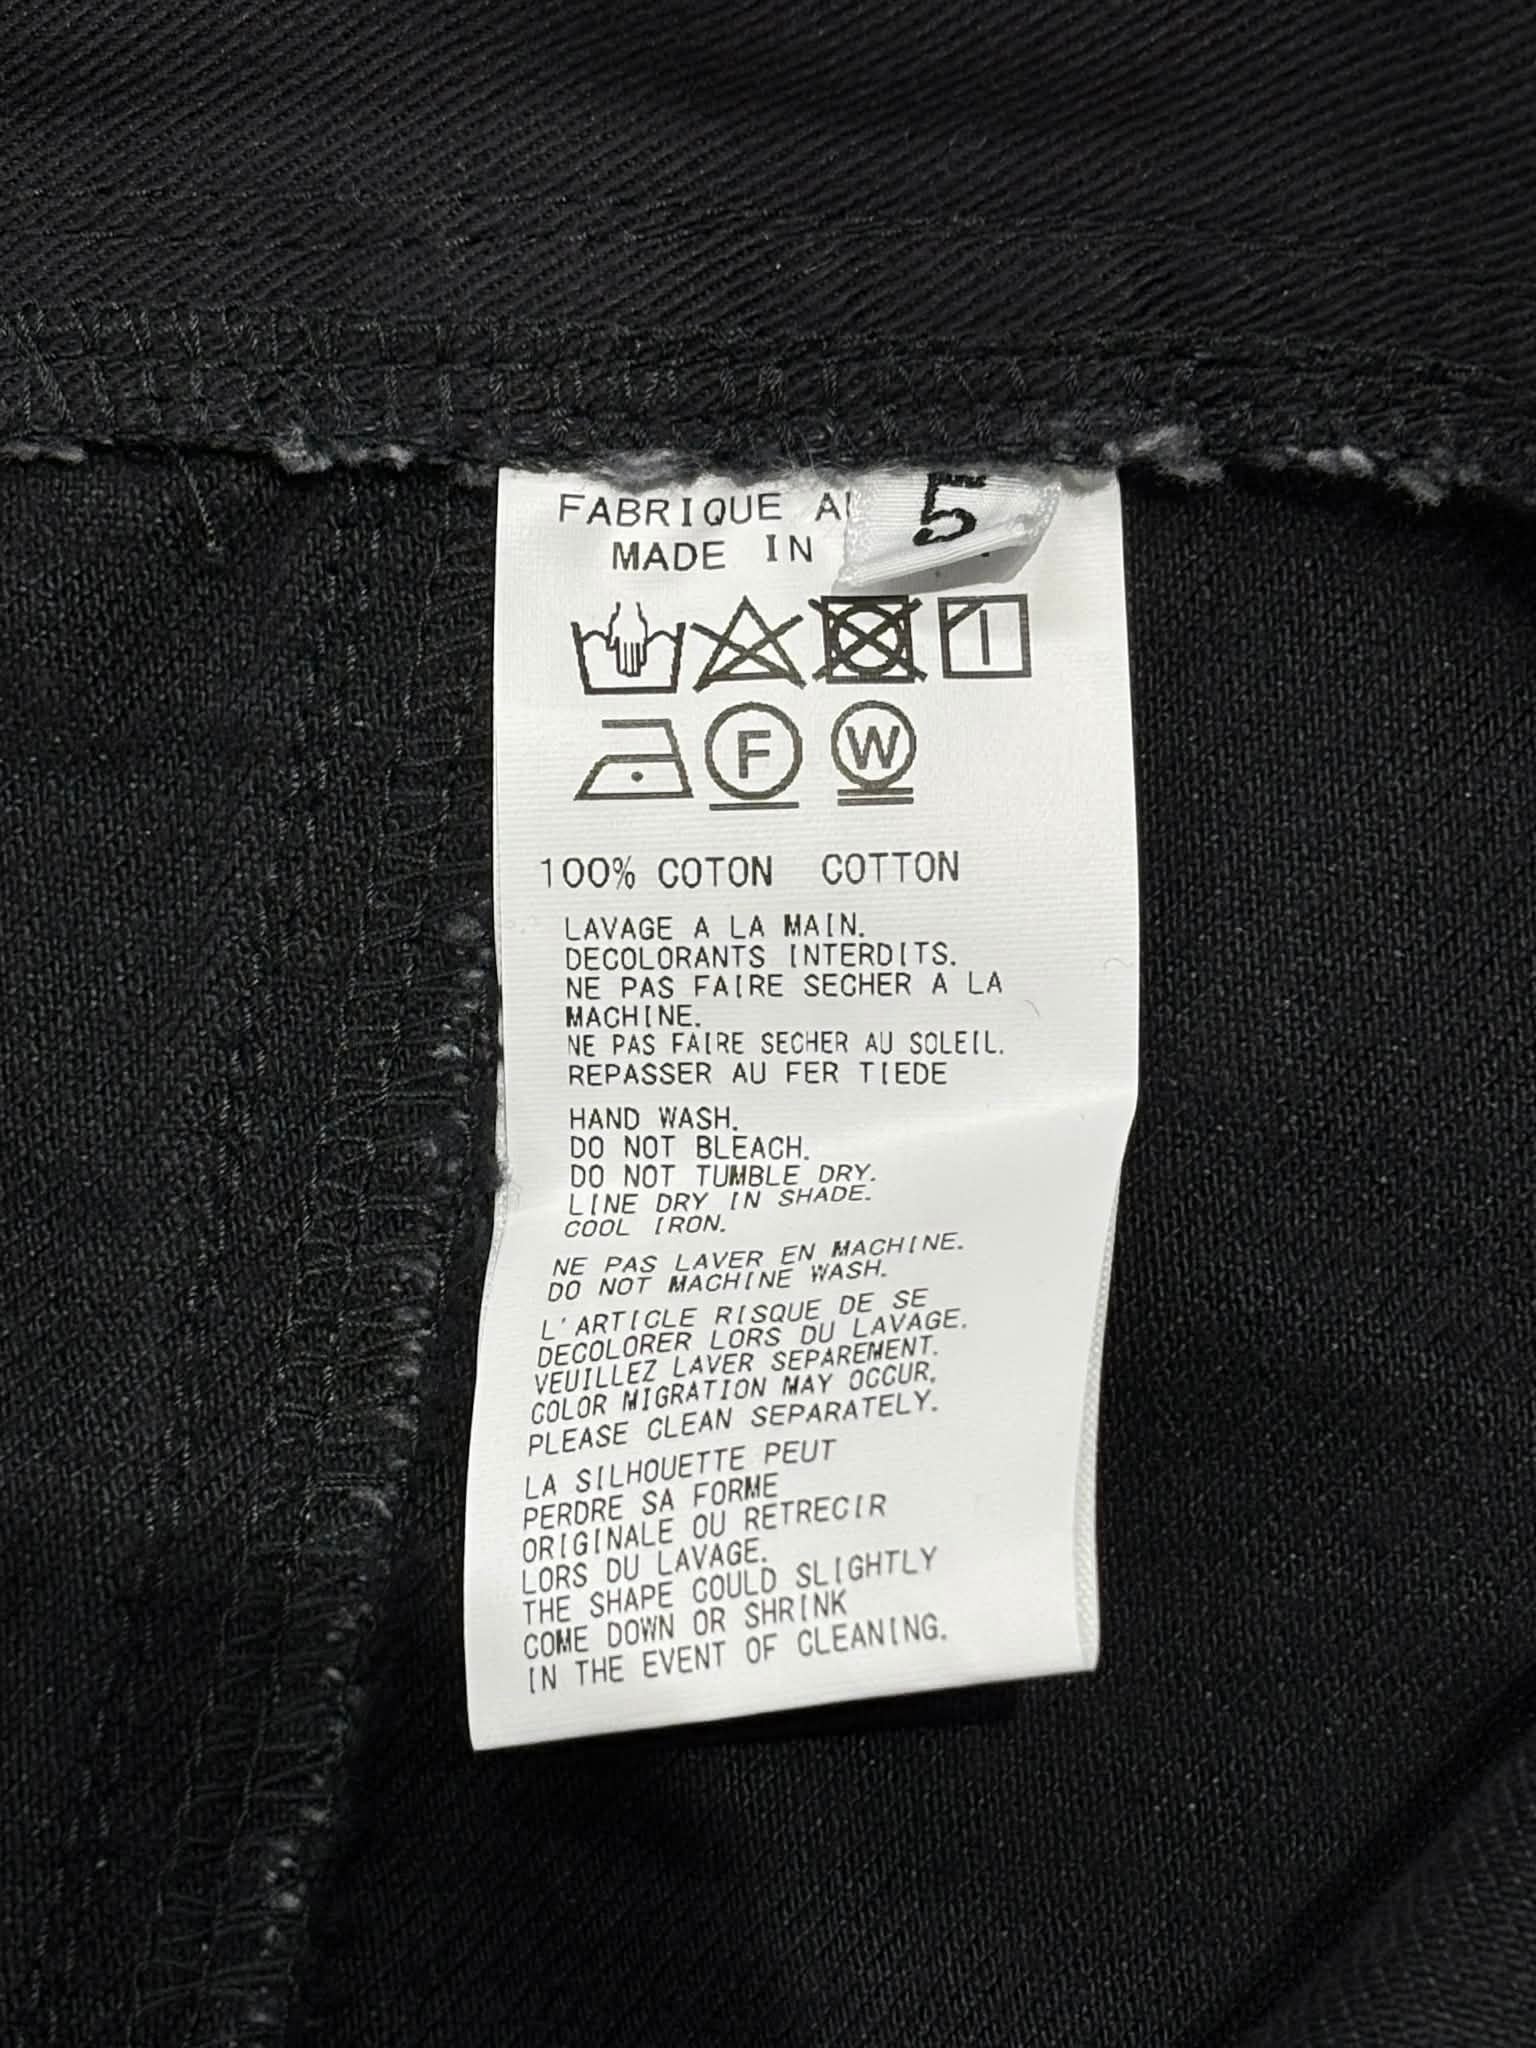 FABRIQUE
5
MADE IN
F
W
100% COTON COTTON
LAVAGE A LA MAIN.
DECOLORANTS INTERDITS.
NE PAS FAIRE SECHER A LA
MACHINE.
NE PAS FAIRE SECHER AU SOLEIL.
REPASSER AU FER TIEDE
HAND WASH.
DO NOT BLEACH.
DO NOT TUMBLE DRY.
LINE DRY IN SHADE.
COOL IRON.
NE PAS LAVER EN MACHINE.
DO NOT MACHINE WASH.
L'ARTICLE RISQUE DE SE
DECOLORER LORS DU LAVAGE.
VEUILLEZ LAVER SEPAREMENT.
COLOR MIGRATION MAY OCCUR.
PLEASE CLEAN SEPARATELY.
LA SILHOUETTE PEUT
PERDRE SA FORME
ORIGINALE OU RETRECIR
LORS DU LAVAGE.
THE SHAPE COULD SLIGHTLY
COME DOWN OR SHRINK
IN THE EVENT OF CLEANING.